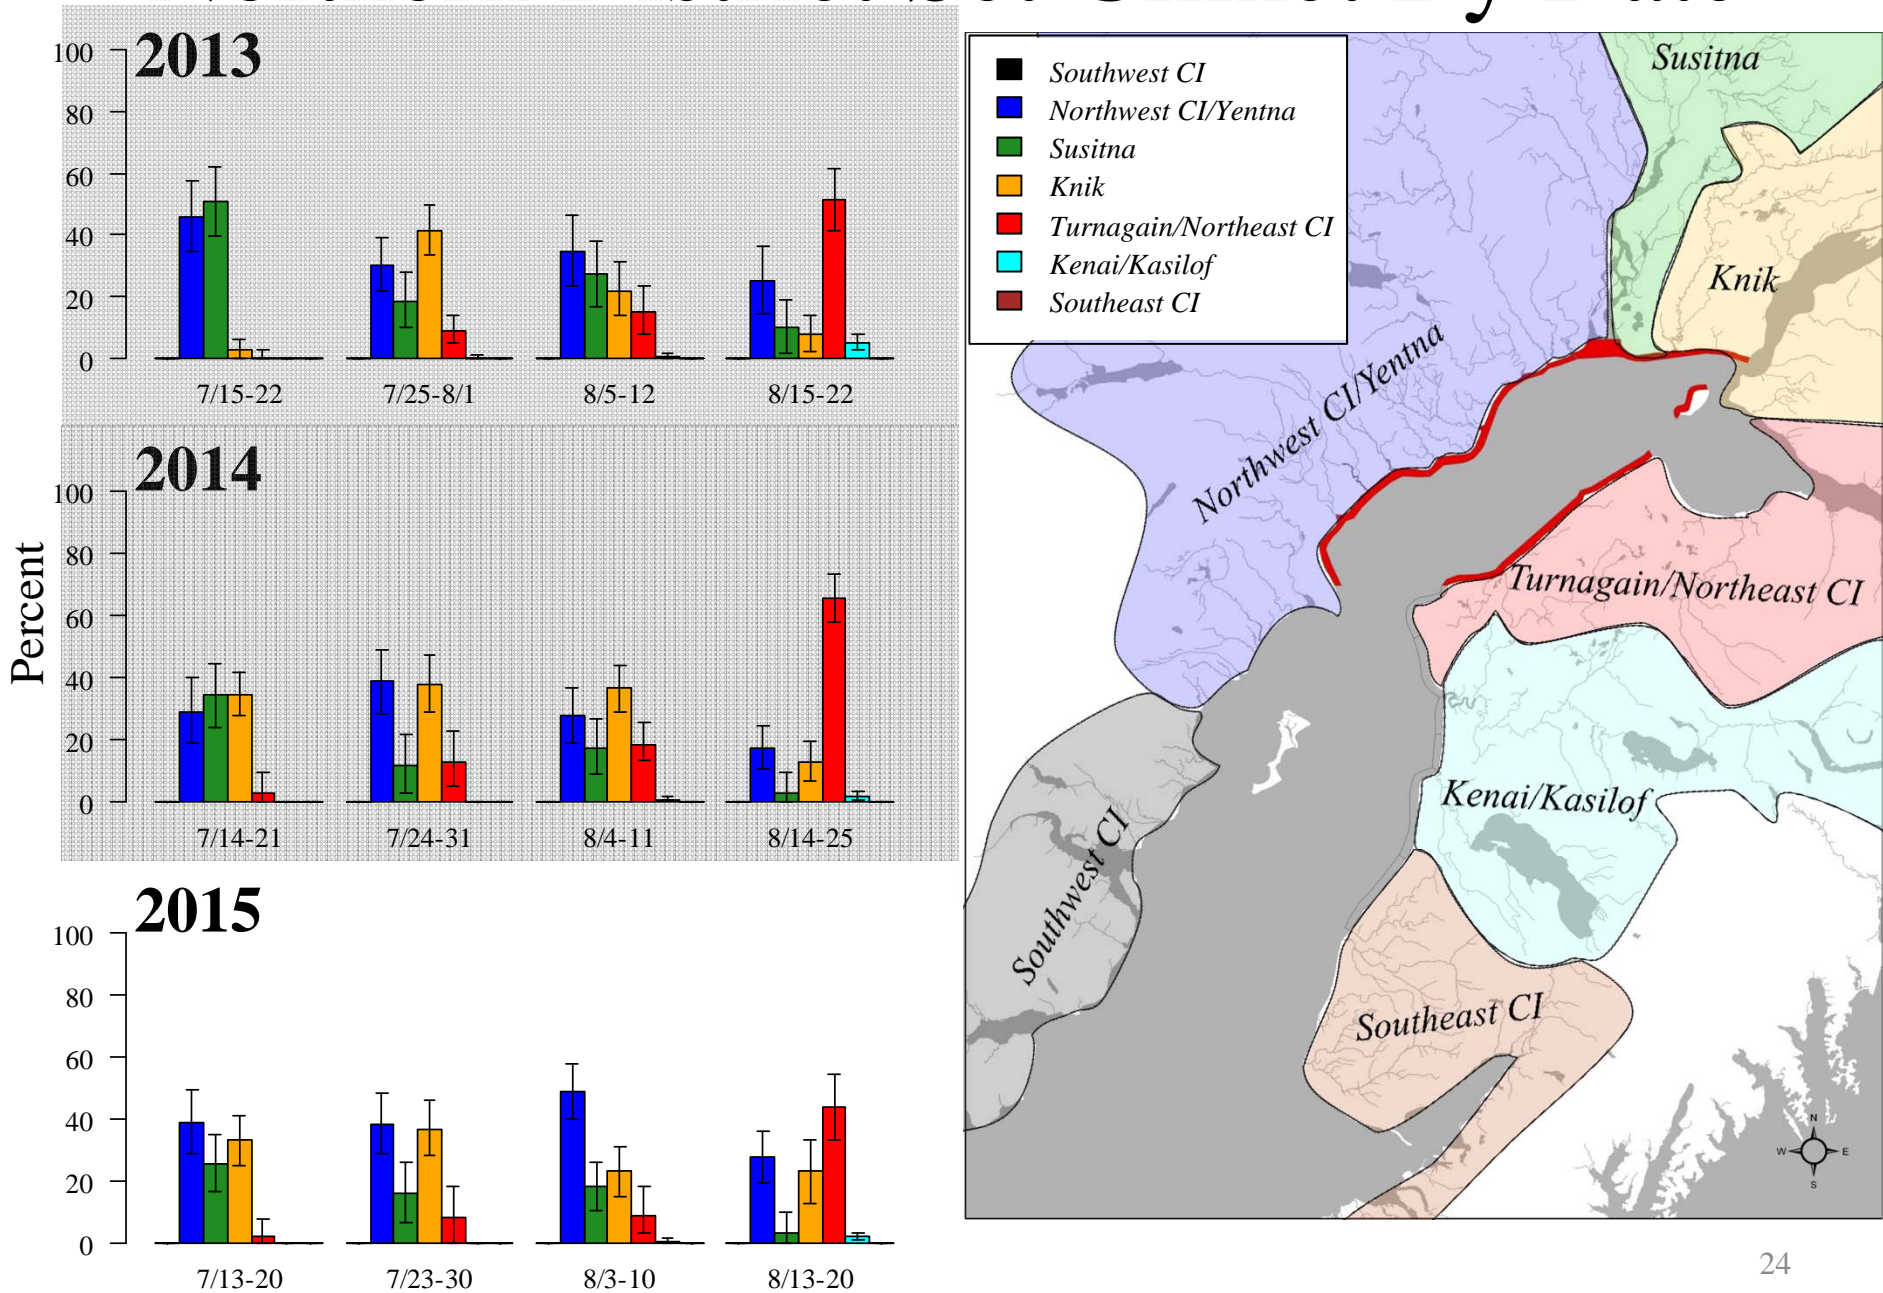 2013
100
80
60
40
20
0
7/15-22
7/25-8/1
8/5-12
8/15-22
2014
100
80
60
40
20
0
7/14-21
7/24-31
8/4-11
8/14-25
Percent
2015
100
80
60
40
20
0
7/13-20
7/23-30
8/3-10
8/13-20
Southwest CI
Northwest CI/Yentna
Susitna
Knik
Turnagain/Northeast CI
Kenai/Kasilof
Southeast CI
Susitna
Knik
Northwest CI/Yentna
Turnagain/Northeast CI
Kenai/Kasilof
Southwest CI
Southeast CI
N
W E
S
24